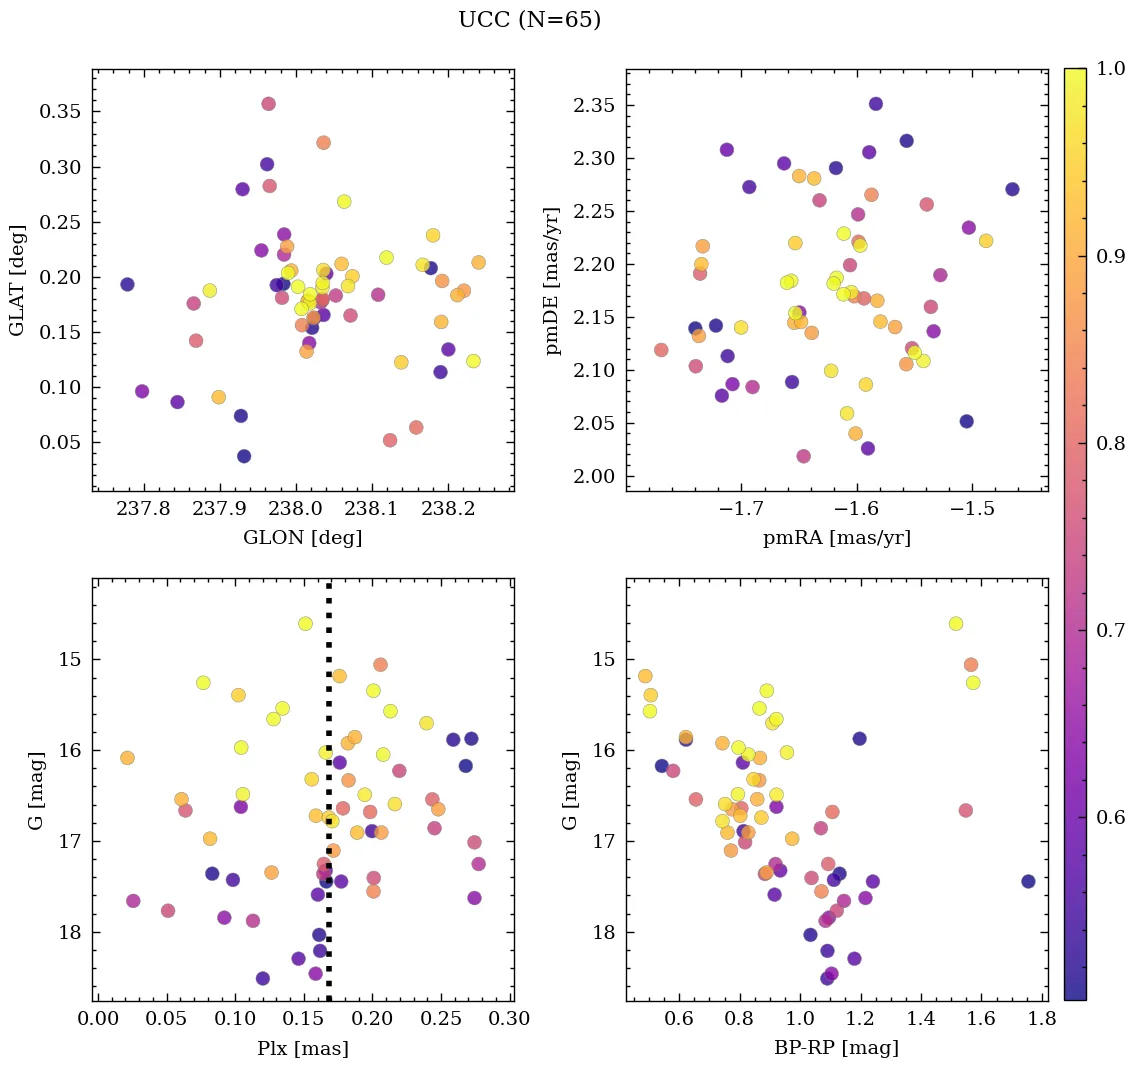 UCC (N=65)
0.35
0.30
0.25
0.20
0.15
0.10
0.05
GLAT [deg]
237.8 237.9 238.0 238.1 238.2
GLON [deg]
2.35
2.30
2.25
2.20
2.15
2.10
2.05
2.00
pmDE [mas/yr]
−1.7 −1.6 −1.5
pmRA [mas/yr]
15
16
17
18
G [mag]
0.00 0.05 0.10 0.15 0.20 0.25 0.30
Plx [mas]
15
16
17
18
G [mag]
0.6 0.8 1.0 1.2 1.4 1.6 1.8
BP-RP [mag]
1.0
0.9
0.8
0.7
0.6